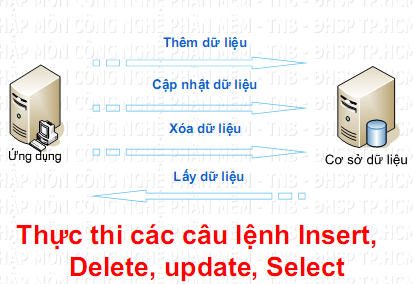 Thêm dữ liệu
Cập nhật dữ liệu
Xóa dữ liệu
Lấy dữ liệu
Ứng dụng
Cơ sở dữ liệu
Thực thi các câu lệnh Insert,
Delete, update, Select